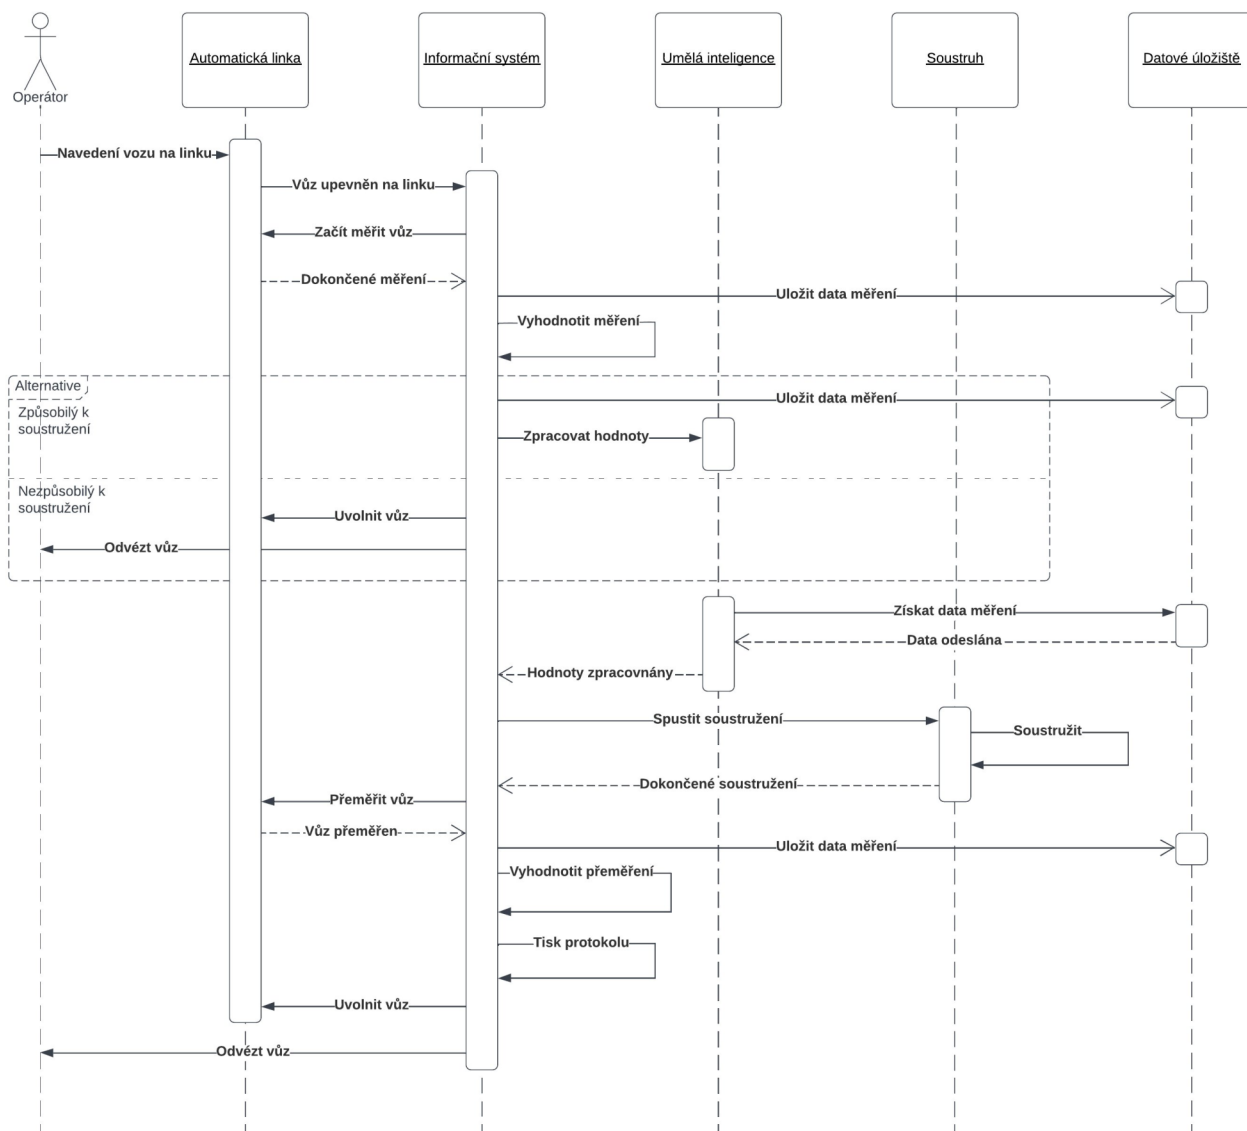 Operátor
Automatická linka
Informační systém
Umělá inteligence
Soustruh
Datové úložiště
Navedení vozu na linku
Vůz upevněn na linku
Začít měřit vůz
Dokončené měření
Uložit data měření
Vyhodnotit měření
Alternative
Způsobilý k
soustružení
Uložit data měření
Zpracovat hodnoty
Nezpůsobilý k
soustružení
Uvolnit vůz
Odvézt vůz
Získat data měření
Data odeslána
Hodnoty zpracovnány
Spustit soustružení
Soustružit
Dokončené soustružení
Přeměřit vůz
Vůz přeměřen
Uložit data měření
Vyhodnotit přeměření
Tisk protokolu
Uvolnit vůz
Odvézt vůz